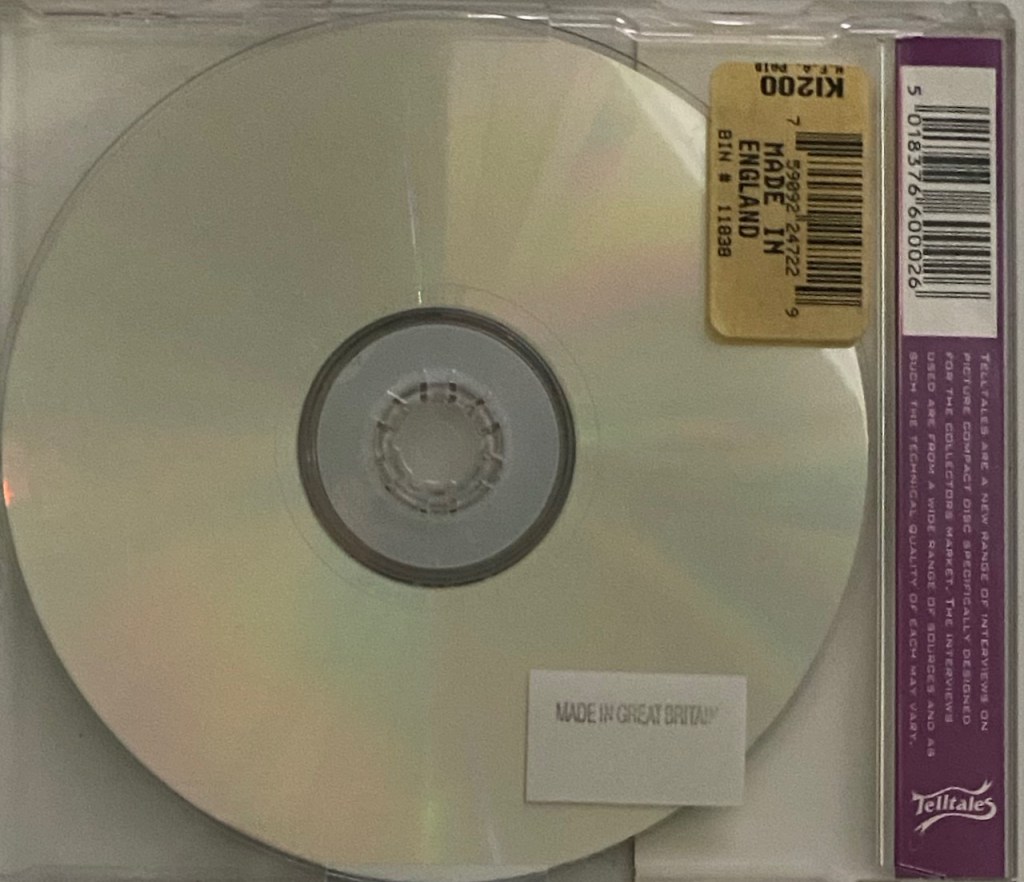 M.F.G. PAID
KI200
7 59092 24722 9
MADE IN
ENGLAND
BIN # 11838
5 018376 600026
TELLTALES ARE A NEW RANGE OF INTERVIEWS ON
PICTURE COMPACT DISC SPECIFICALLY DESIGNED
FOR THE COLLECTORS MARKET. THE INTERVIEWS
USED ARE FROM A WIDE RANGE OF SOURCES AND AS
SUCH THE TECHNICAL QUALITY OF EACH MAY VARY.
Telltales
MADE IN GREAT BRITAIN